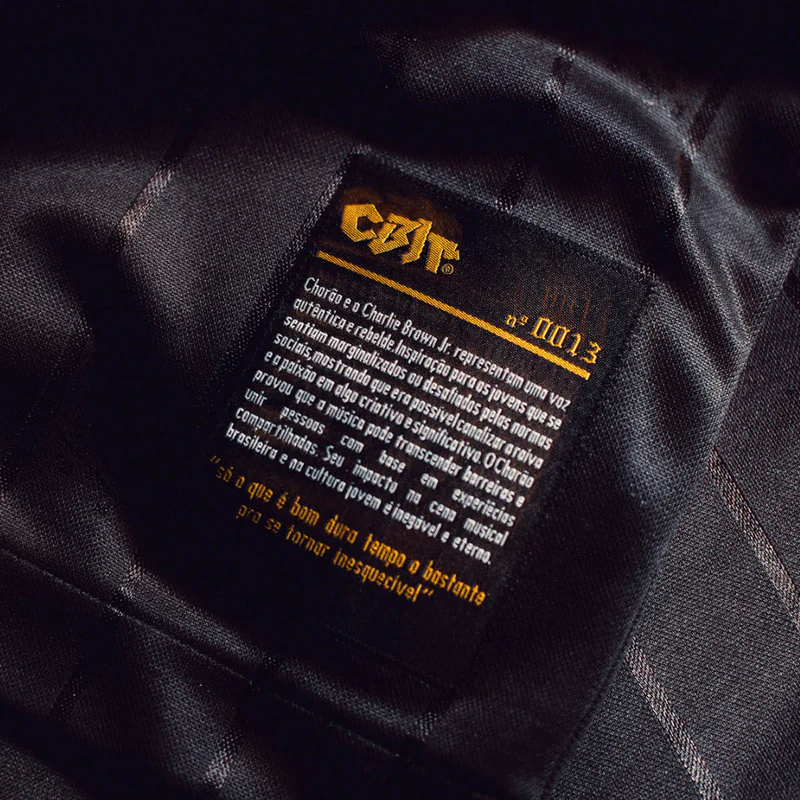 CBJr®
nº 0013
Chorão e o Charlie Brown Jr. representam uma voz
autêntica e rebelde. Inspiração para os jovens que se
sentiam marginalizados ou desafiados pelas normas
sociais, mostrando que era possível canalizar a raiva
e a paixão em algo criativo e significativo. O Chorão
provou que a música pode transcender barreiras e
unir pessoas com base em experiêcias
compartilhadas. Seu impacto na cena musical
brasileira e na cultura jovem é inegável e eterno.
"só o que é bom dura tempo o bastante
pra se tornar inesquecível"